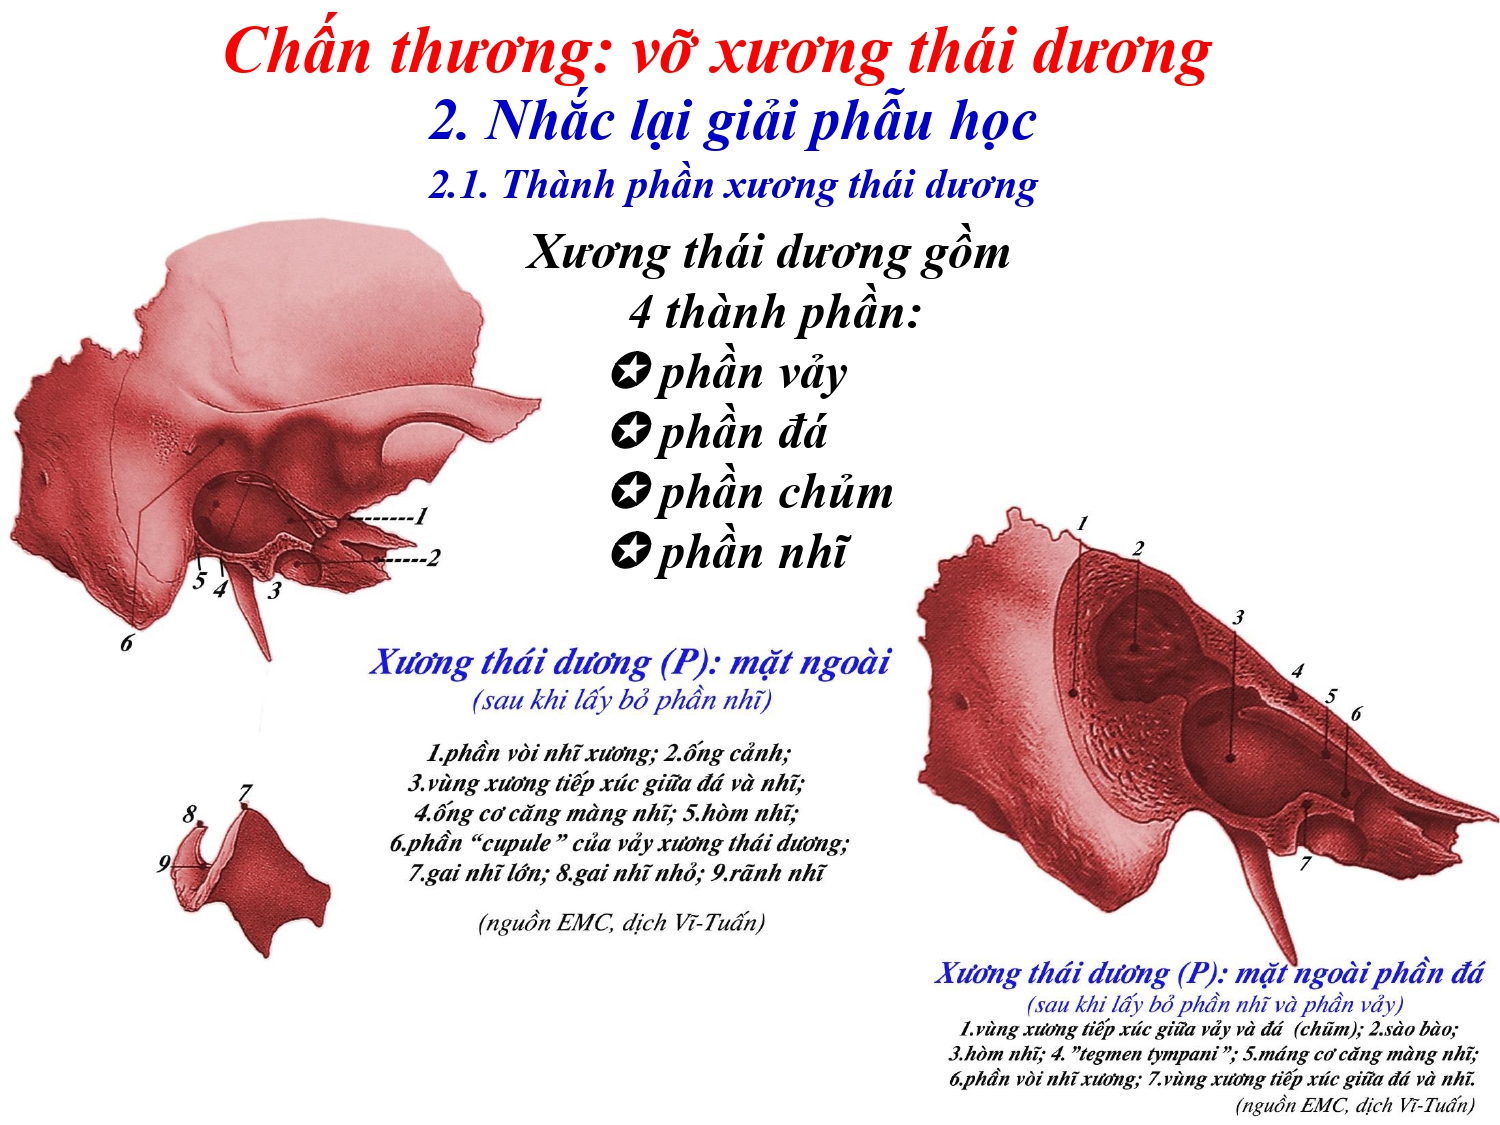 Chấn thương: vỡ xương thái dương
2. Nhắc lại giải phẫu học
2.1. Thành phần xương thái dương
Xương thái dương gồm
4 thành phần:
✪ phần vảy
✪ phần đá
✪ phần chủm
✪ phần nhĩ
1
2
3
4
5
6
Xương thái dương (P): mặt ngoài
(sau khi lấy bỏ phần nhĩ)
1.phần vòi nhĩ xương; 2.ống cảnh;
3.vùng xương tiếp xúc giữa đá và nhĩ;
4.ống cơ căng màng nhĩ; 5.hòm nhĩ;
6.phần “cupule” của vảy xương thái dương;
7.gai nhĩ lớn; 8.gai nhĩ nhỏ; 9.rãnh nhĩ
(nguồn EMC, dịch Vĩ-Tuấn)
7
8
9
1
2
3
4
5
6
7
Xương thái dương (P): mặt ngoài phần đá
(sau khi lấy bỏ phần nhĩ và phần vảy)
1.vùng xương tiếp xúc giữa vảy và đá (chũm); 2.sào bào;
3.hòm nhĩ; 4. ”tegmen tympani”; 5.máng cơ căng màng nhĩ;
6.phần vòi nhĩ xương; 7.vùng xương tiếp xúc giữa đá và nhĩ.
(nguồn EMC, dịch Vĩ-Tuấn)